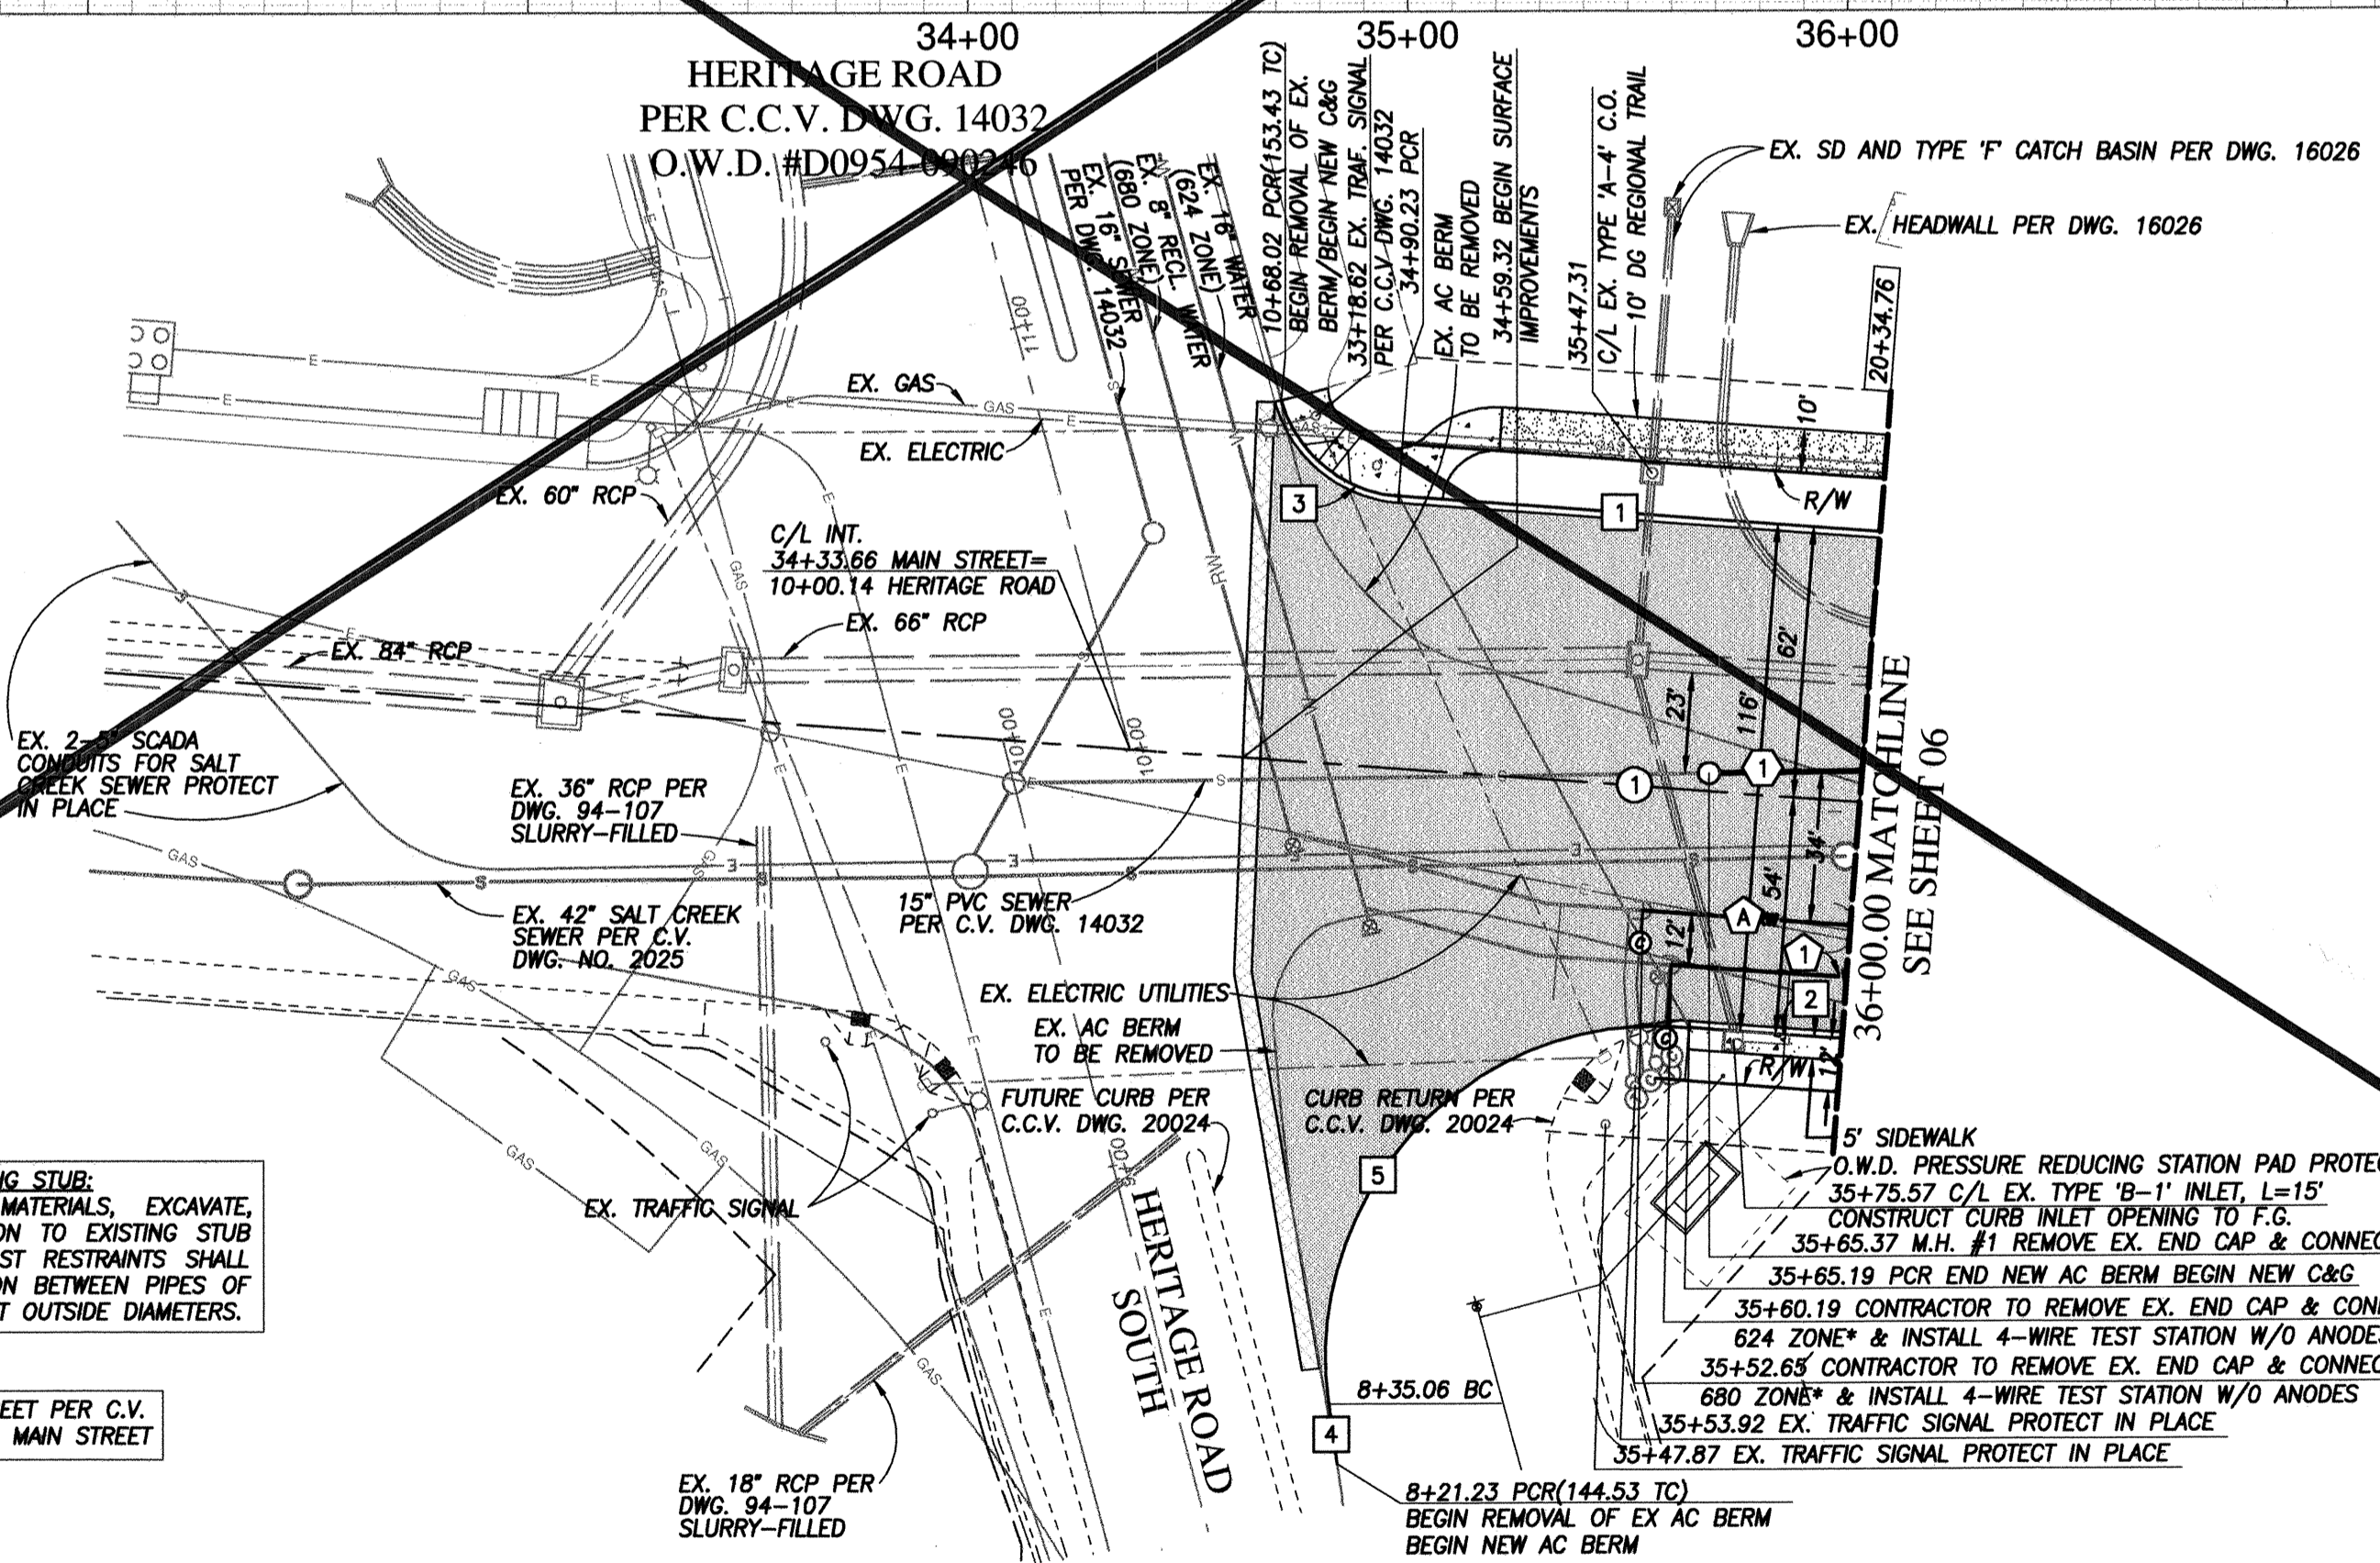 34+00
35+00
36+00
HERITAGE ROAD
PER C.C.V. DWG. 14032
O.W.D. #D0954-090246
EX. 16" SEWER
PER DWG. 14032
EX. 8" RECL. WATER
(680 ZONE)
EX. 16" WATER
(624 ZONE)
10+68.02 PCR(153.43 TC)
BEGIN REMOVAL OF EX.
BERM/BEGIN NEW C&G
33+18.62 EX. TRAF. SIGNAL
PER C.C.V DWG. 14032
34+90.23 PCR
EX. AC BERM
TO BE REMOVED
34+59.32 BEGIN SURFACE
IMPROVEMENTS
35+47.31
C/L EX. TYPE 'A-4' C.O.
10' DG REGIONAL TRAIL
EX. SD AND TYPE 'F' CATCH BASIN PER DWG. 16026
EX. HEADWALL PER DWG. 16026
20+34.76
10'
R/W
11+00
EX. GAS
GAS
EX. ELECTRIC
E
EX. 60" RCP
C/L INT.
34+33.66 MAIN STREET=
10+00.14 HERITAGE ROAD
EX. 66" RCP
EX. 84" RCP
3
1
RW
W
S
62'
23'
116'
1
1
34'
54'
A
12'
1
2
C
C
R/W
12'
10+00
10+00
36+00.00 MATCHLINE
SEE SHEET 06
EX. 2-5" SCADA
CONDUITS FOR SALT
CREEK SEWER PROTECT
IN PLACE
EX. 36" RCP PER
DWG. 94-107
SLURRY-FILLED
GAS
EX. 42" SALT CREEK
SEWER PER C.V.
DWG. NO. 2025
15" PVC SEWER
PER C.V. DWG. 14032
EX. ELECTRIC UTILITIES
EX. AC BERM
TO BE REMOVED
FUTURE CURB PER
C.C.V. DWG. 20024
CURB RETURN PER
C.C.V. DWG. 20024
EX. TRAFFIC SIGNAL
GAS
GAS
GAS
GAS
HERITAGE ROAD
SOUTH
5
4
5' SIDEWALK
O.W.D. PRESSURE REDUCING STATION PAD
35+75.57 C/L EX. TYPE 'B-1' INLET, L=15'
CONSTRUCT CURB INLET OPENING TO F.G.
35+65.37 M.H. #1 REMOVE EX. END CAP &
35+65.19 PCR END NEW AC BERM BEGIN NEW C&G
35+60.19 CONTRACTOR TO REMOVE EX. END CAP &
624 ZONE* & INSTALL 4-WIRE TEST STATION W/O
35+52.65 CONTRACTOR TO REMOVE EX. END CAP &
680 ZONE* & INSTALL 4-WIRE TEST STATION W/O ANODES
35+53.92 EX. TRAFFIC SIGNAL PROTECT IN PLACE
35+47.87 EX. TRAFFIC SIGNAL PROTECT IN PLACE
8+35.06 BC
8+21.23 PCR(144.53 TC)
BEGIN REMOVAL OF EX AC BERM
BEGIN NEW AC BERM
EX. 18" RCP PER
DWG. 94-107
SLURRY-FILLED
NG STUB:
MATERIALS, EXCAVATE,
ON TO EXISTING STUB
ST RESTRAINTS SHALL
ON BETWEEN PIPES OF
T OUTSIDE DIAMETERS.
EET PER C.V.
MAIN STREET